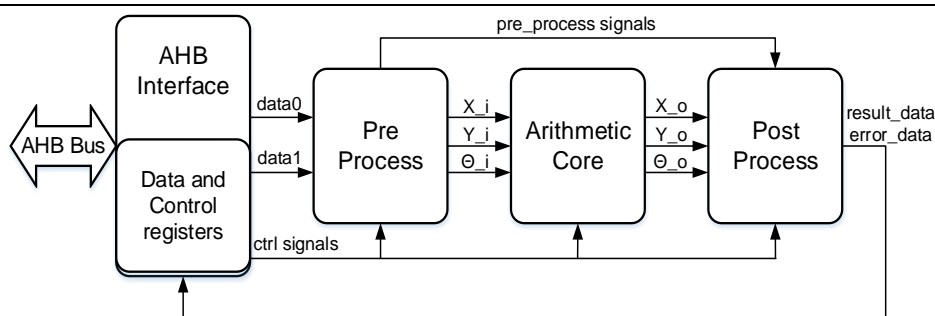 pre_process signals
AHB
Interface
AHB Bus
Data and
Control
registers
data0
data1
ctrl signals
Pre
Process
X_i
Y_i
Θ_i
Arithmetic
Core
X_o
Y_o
Θ_o
Post
Process
result_data
error_data